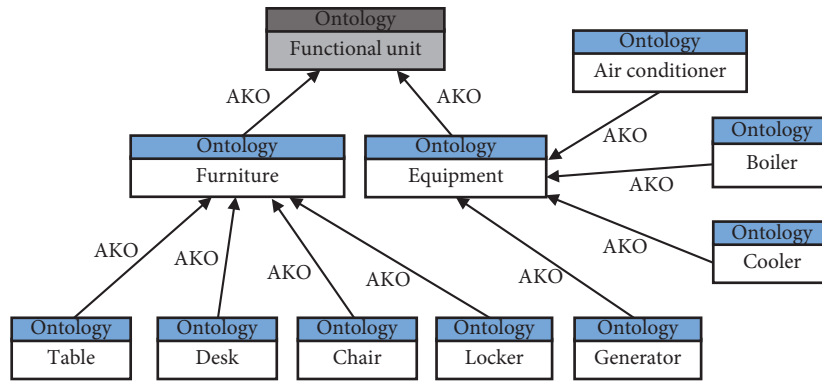 Ontology
Functional unit
Ontology
Air conditioner
AKO
AKO
AKO
Ontology
Furniture
Ontology
Equipment
Ontology
Boiler
AKO
Ontology
Cooler
AKO
AKO
AKO
AKO
AKO
AKO
Ontology
Table
Ontology
Desk
Ontology
Chair
Ontology
Locker
Ontology
Generator